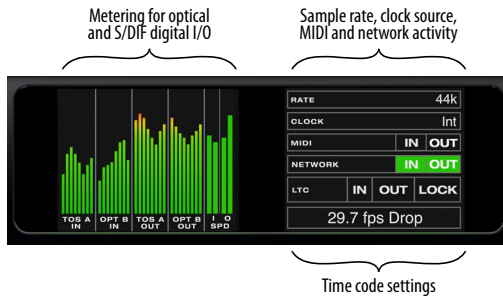 Metering for optical
and S/DIF digital I/O
Sample rate, clock source,
MIDI and network activity
RATE 44k
CLOCK Int
MIDI IN OUT
NETWORK IN OUT
LTC IN OUT LOCK
29.7 fps Drop
TOS A IN
OPT B IN
TOS A OUT
OPT B OUT
I O SPD
Time code settings